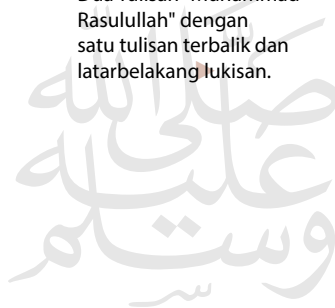 Dua Tulisan "Muhammad
Rasulullah" dengan
satu tulisan terbalik dan
latarbelakang lukisan.
صلى الله
عليه
وسلم